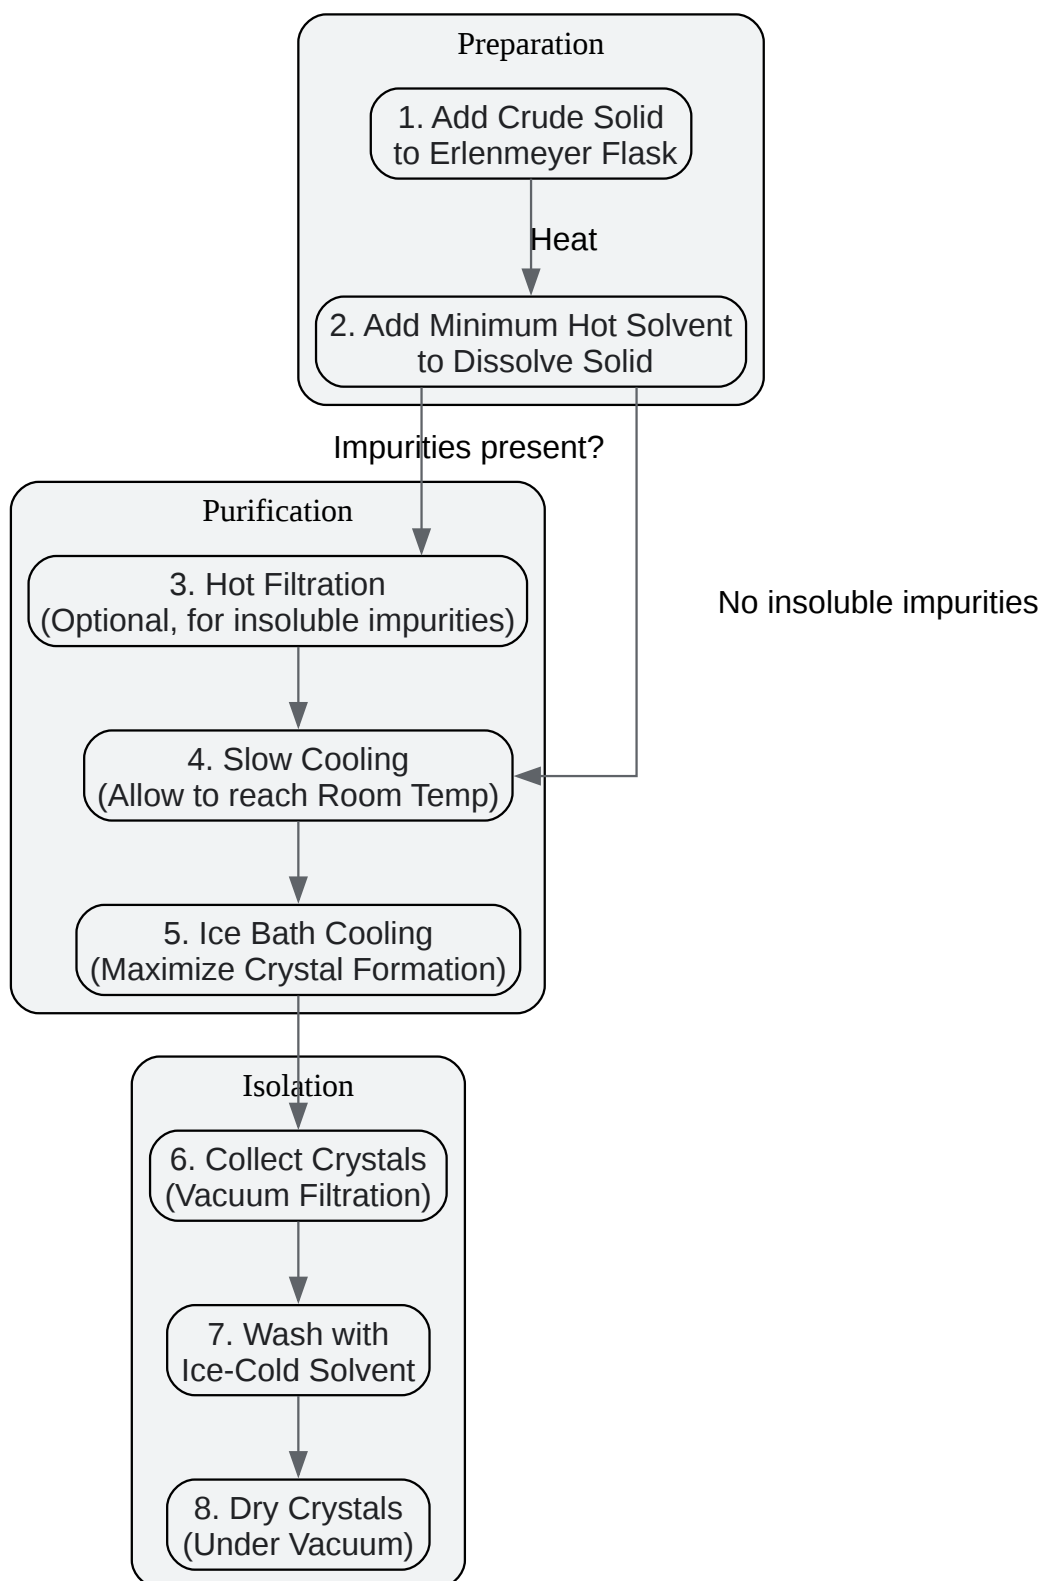 Preparation
1. Add Crude Solid
to Erlenmeyer Flask
Heat
2. Add Minimum Hot Solvent
to Dissolve Solid
Impurities present?
Purification
3. Hot Filtration
(Optional, for insoluble impurities)
No insoluble impurities
4. Slow Cooling
(Allow to reach Room Temp)
5. Ice Bath Cooling
(Maximize Crystal Formation)
Isolation
6. Collect Crystals
(Vacuum Filtration)
7. Wash with
Ice-Cold Solvent
8. Dry Crystals
(Under Vacuum)